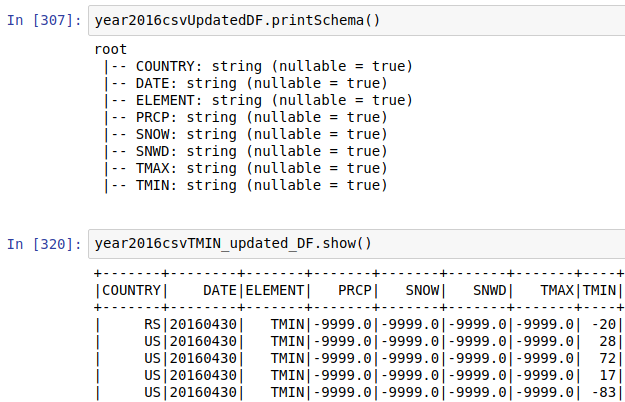 In [307]: year2016csvUpdatedDF.printSchema()
root
 |-- COUNTRY: string (nullable = true)
 |-- DATE: string (nullable = true)
 |-- ELEMENT: string (nullable = true)
 |-- PRCP: string (nullable = true)
 |-- SNOW: string (nullable = true)
 |-- SNWD: string (nullable = true)
 |-- TMAX: string (nullable = true)
 |-- TMIN: string (nullable = true)
In [320]: year2016csvTMIN_updated_DF.show()
+-------+--------+-------+-------+-------+-------+-------+----+
|COUNTRY|    DATE|ELEMENT|   PRCP|   SNOW|   SNWD|   TMAX|TMIN|
+-------+--------+-------+-------+-------+-------+-------+----+
|     RS|20160430|   TMIN|-9999.0|-9999.0|-9999.0|-9999.0| -20|
|     US|20160430|   TMIN|-9999.0|-9999.0|-9999.0|-9999.0|  28|
|     US|20160430|   TMIN|-9999.0|-9999.0|-9999.0|-9999.0|  72|
|     US|20160430|   TMIN|-9999.0|-9999.0|-9999.0|-9999.0|  17|
|     US|20160430|   TMIN|-9999.0|-9999.0|-9999.0|-9999.0| -83|